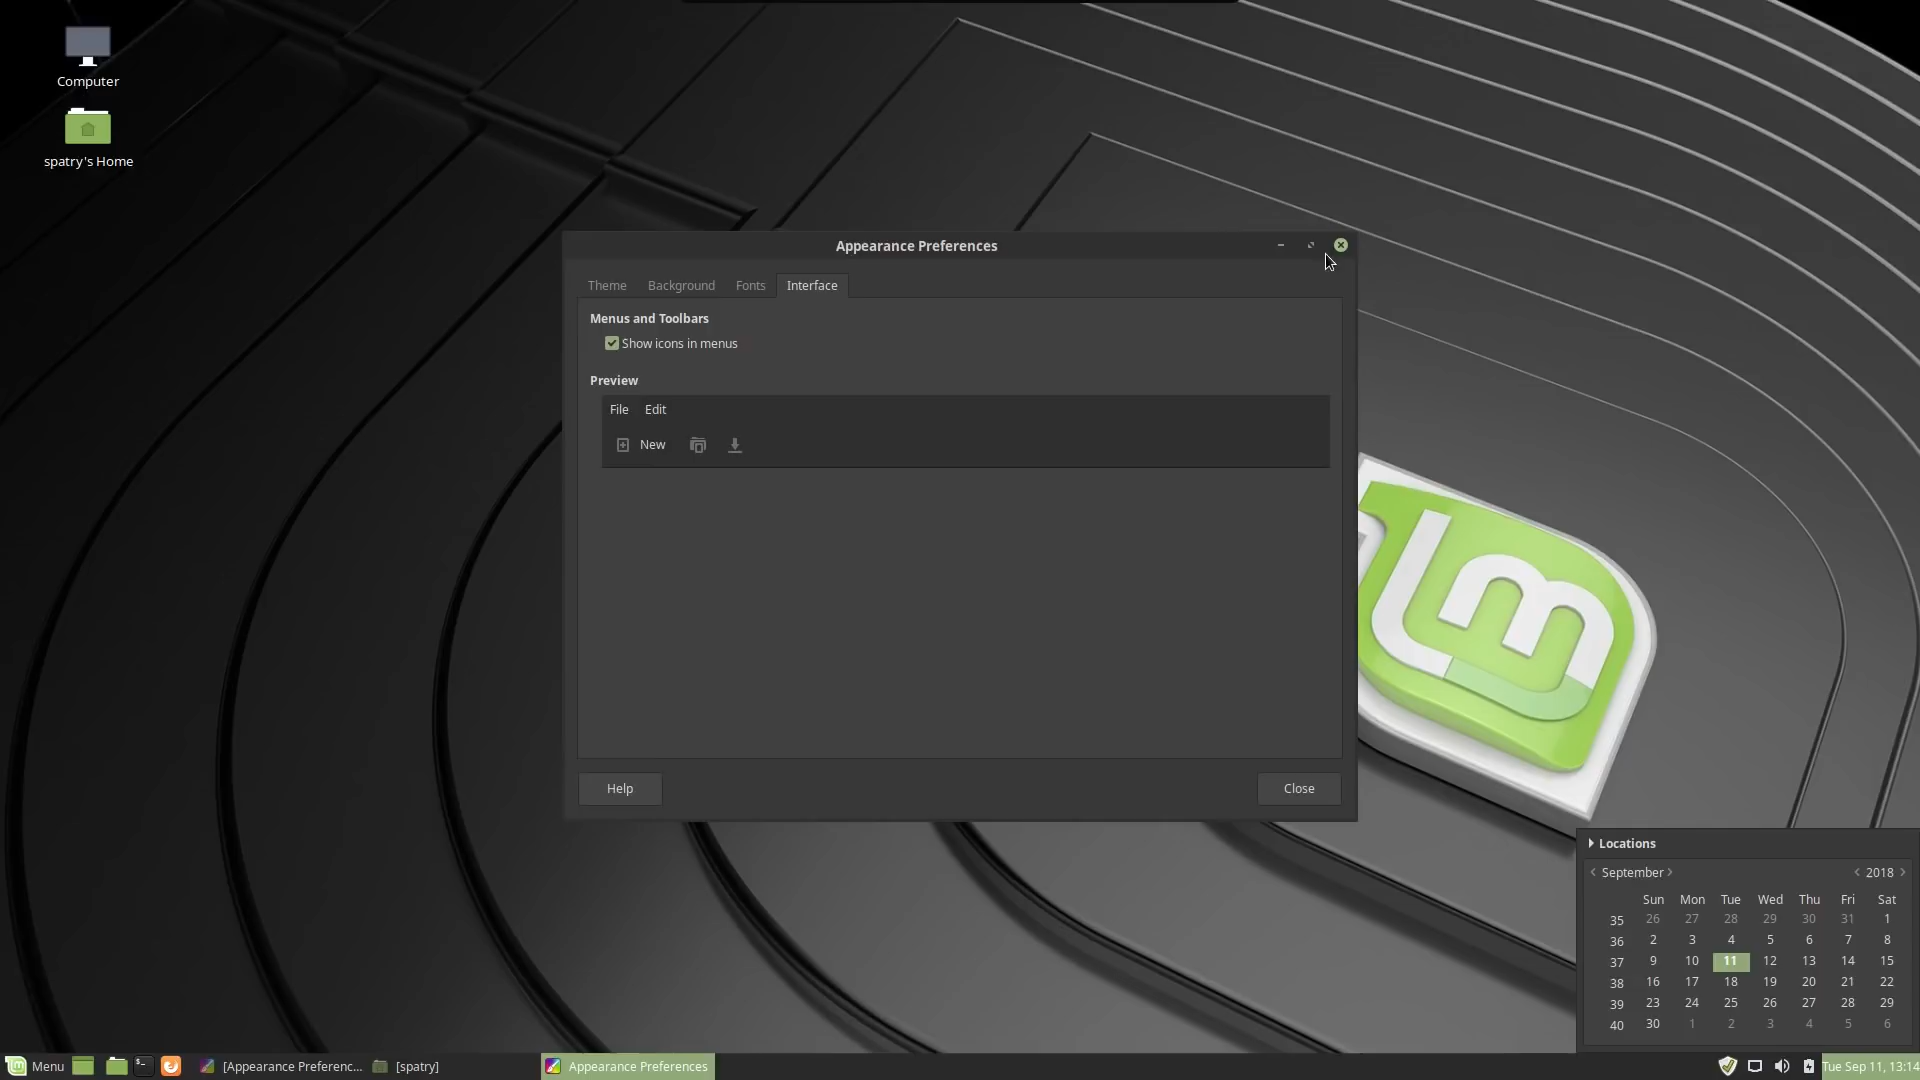 Computer
spatry's Home
Appearance Preferences
Theme Background Fonts Interface
Menus and Toolbars
Show icons in menus
Preview
File Edit
New
Help Close
Locations
September 2018
Sun Mon Tue Wed Thu Fri Sat
35 26 27 28 29 30 31 1
36 2 3 4 5 6 7 8
37 9 10 11 12 13 14 15
38 16 17 18 19 20 21 22
39 23 24 25 26 27 28 29
40 30 1 2 3 4 5 6
Menu [Appearance Preferenc... [spatry] Appearance Preferences Tue Sep 11, 13:14